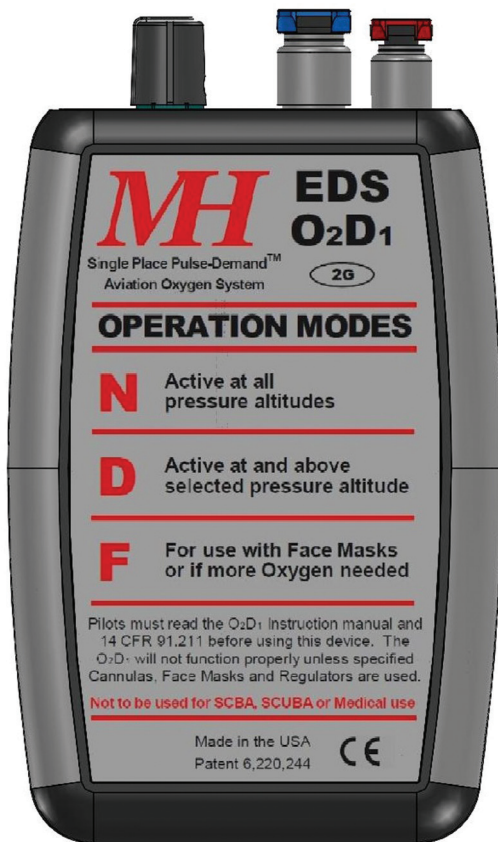 MH
EDS
O₂D₁
Single Place Pulse-Demand™
Aviation Oxygen System
2G
OPERATION MODES
N Active at all
pressure altitudes
D Active at and above
selected pressure altitude
F For use with Face Masks
or if more Oxygen needed
Pilots must read the O₂D₁ Instruction manual and
14 CFR 91.211 before using this device. The
O₂D₁ will not function properly unless specified
Cannulas, Face Masks and Regulators are used.
Not to be used for SCBA, SCUBA or Medical use
Made in the USA
Patent 6,220,244
CE